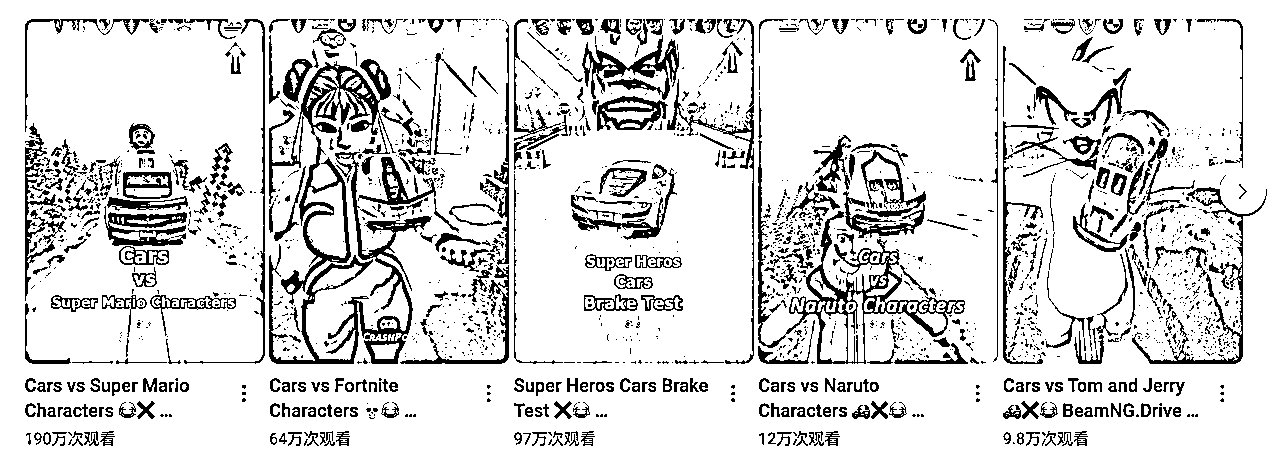 Cars
vs
Super Mario Characters
CRASHPO
Super Heros
Cars
Brake Test
Cars
vs
Naruto Characters
Cars vs Super Mario
Characters 😂❌ ...
190万次观看
Cars vs Fortnite
Characters ...
64万次观看
Super Heros Cars Brake
Test ❌😂 ...
97万次观看
Cars vs Naruto
Characters 🚗❌😂 ...
12万次观看
Cars vs Tom and Jerry
🚗❌😂 BeamNG.Drive ...
9.8万次观看